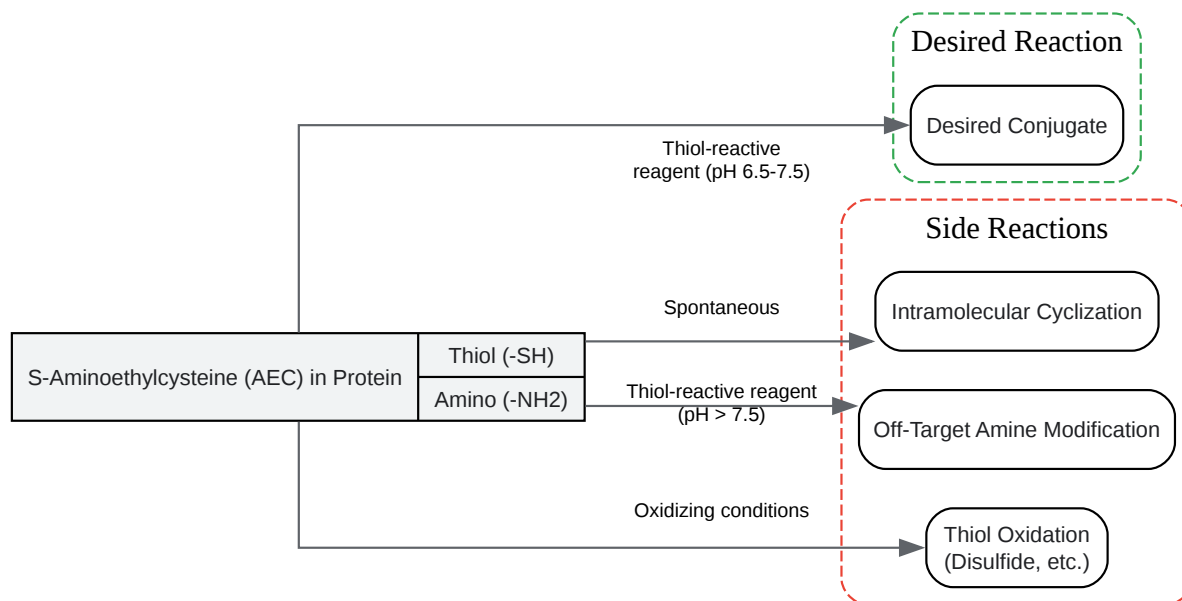 Desired Reaction
Desired Conjugate
Thiol-reactive
reagent (pH 6.5-7.5)
Side Reactions
Intramolecular Cyclization
Spontaneous
S-Aminoethylcysteine (AEC) in Protein
Thiol (-SH)
Amino (-NH2)
Thiol-reactive reagent
(pH > 7.5)
Off-Target Amine Modification
Oxidizing conditions
Thiol Oxidation
(Disulfide, etc.)